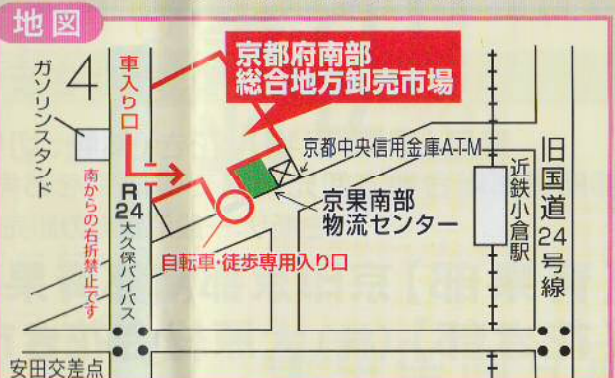 地図
京都府南部
総合地方卸売市場
車入り口
ガソリンスタンド
京都中央信用金庫ATM
京果南部
物流センター
旧国道24号線
近鉄小倉駅
R
24
大久保バイパス
南からの右折禁止です
自転車・徒歩専用入り口
安田交差点